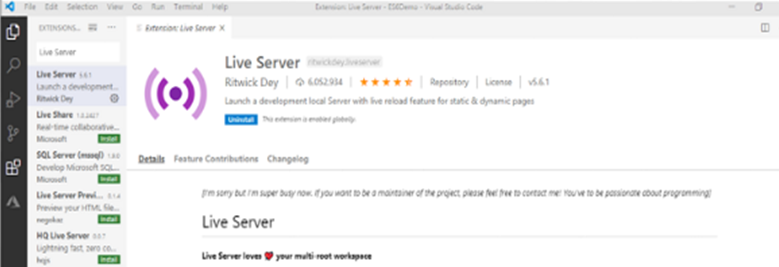 File Edit Selection View Go Run Terminal Help
Extension: Live Server - ES6Demo - Visual Studio Code
EXTENSIONS...
Live Server
Live Server 5.6.1
Launch a development...
Ritwick Dey
Live Share
Real-time collaborative...
Microsoft Install
SQL Server (mssql) 1.8.0
Develop Microsoft SQL...
Microsoft Install
Live Server Previ... 0.1.4
Preview your HTML file...
negokaz Install
HQ Live Server 0.0.7
Lightning fast, zero co...
hqjs Install
Extension: Live Server
Live Server ritwickdey.liveserver
Ritwick Dey 6,052,934 Repository License v5.6.1
Launch a development local Server with live reload feature for static & dynamic pages
Uninstall This extension is enabled globally.
Details Feature Contributions Changelog
[I'm sorry but I'm super busy now. If you want to be a maintainer of the project, please feel free to contact me! You've to be passionate about programming]
Live Server
Live Server loves your multi-root workspace